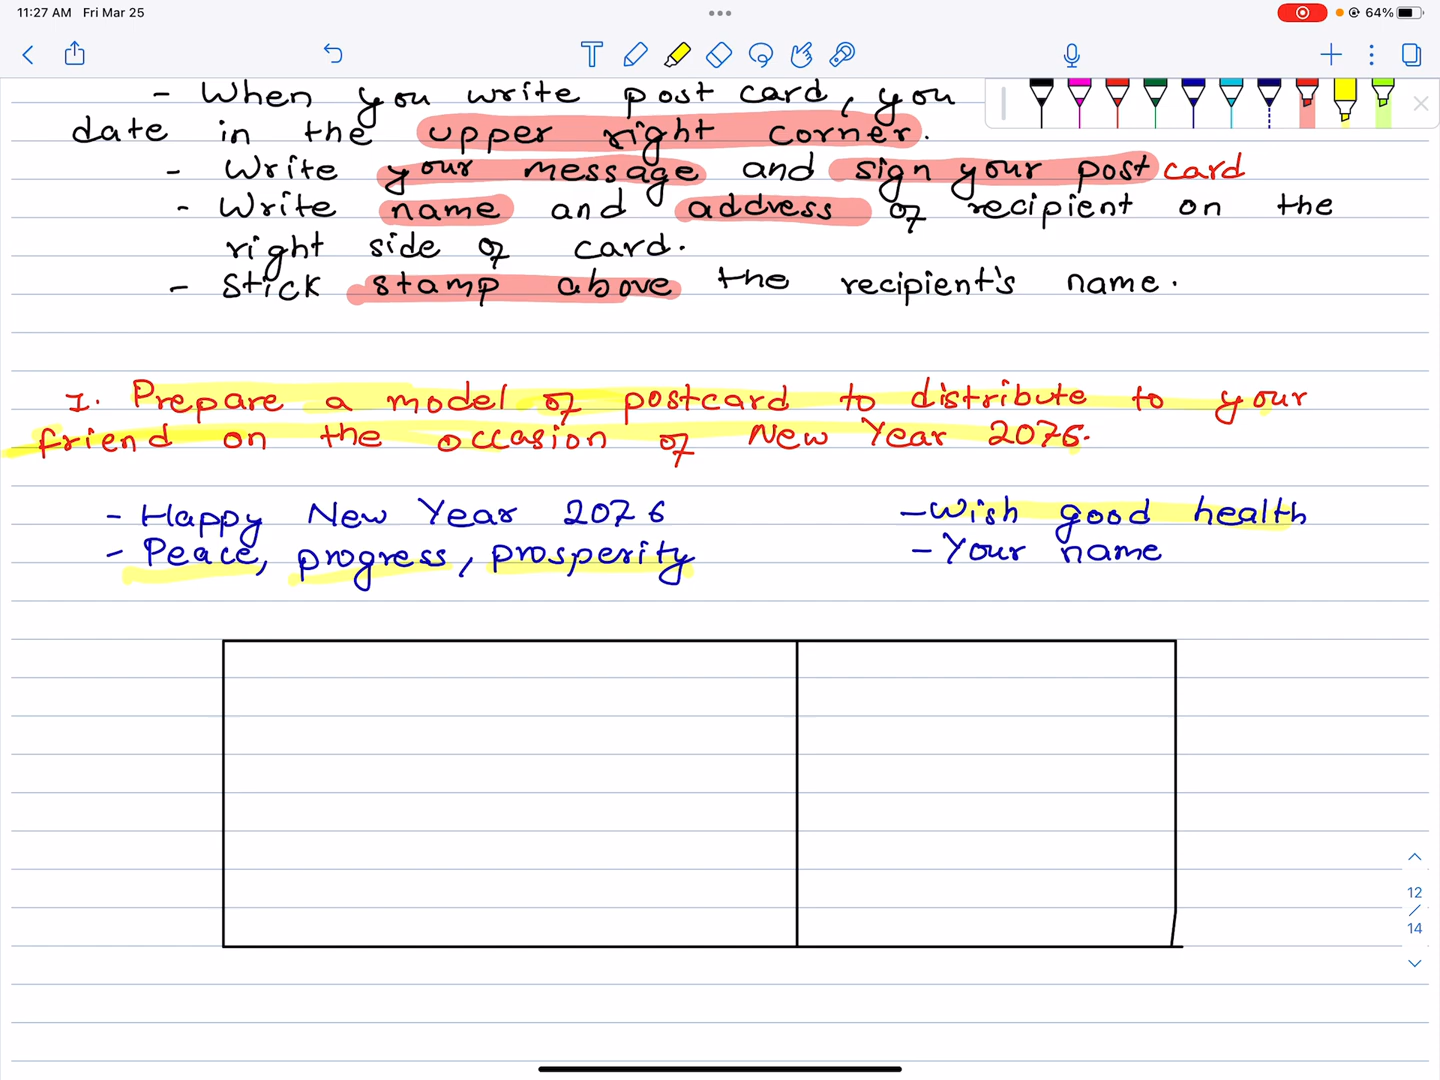 11:27 AM Fri Mar 25
64%
- When you write post card, you
date in the upper right corner.
- Write your message and sign your post card
- Write name and address of recipient on the
right side of card.
- Stick stamp above the recipient's name.
1. Prepare a model of postcard to distribute to your
friend on the occasion of New Year 2076.
- Happy New Year 2076
- Wish good health
- Peace, progress, prosperity
- Your name
12
/
14